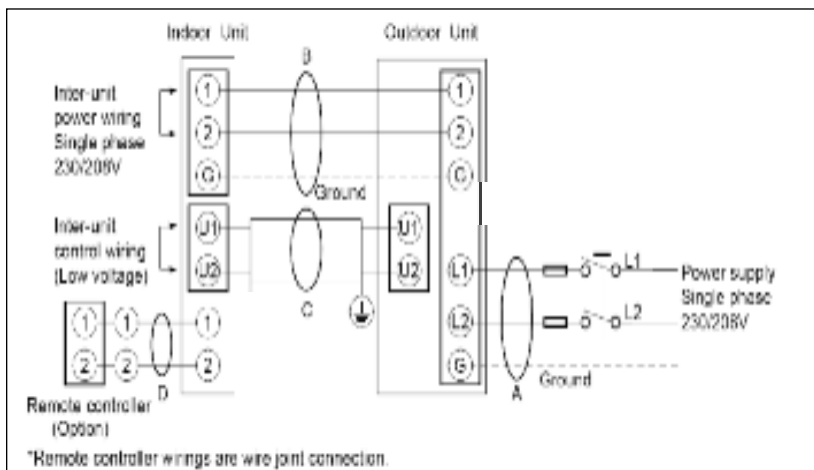 Indoor Unit
Outdoor Unit
B
Inter-unit
power wiring
Single phase
230/208V
1
2
G
1
2
G
Ground
Inter-unit
control wiring
(Low voltage)
U1
U2
U1
U2
C
L1
L2
G
L1
L2
Power supply
Single phase
230/208V
Ground
A
1
2
1
2
1
2
D
Remote controller
(Option)
*Remote controller wirings are wire joint connection.